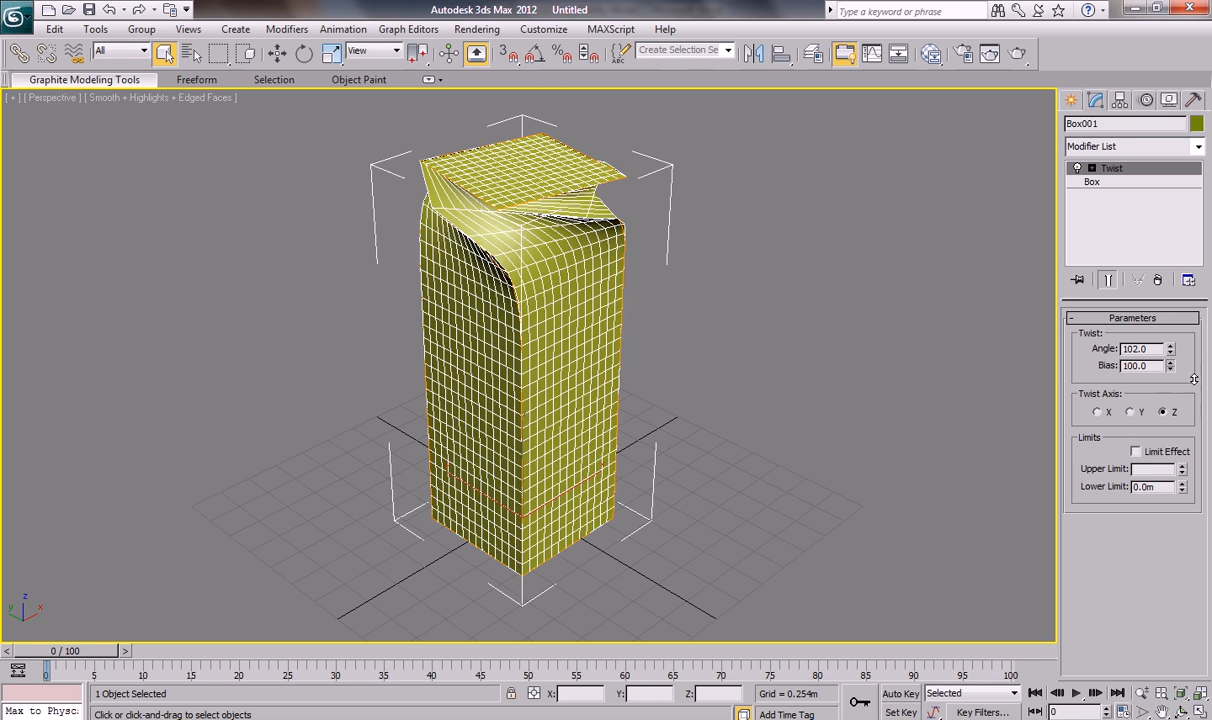 Autodesk 3ds Max 2012 Untitled
Type a keyword or phrase
Edit Tools Group Views Create Modifiers Animation Graph Editors Rendering Customize MAXScript Help
All View 3 Create Selection Se
Graphite Modeling Tools Freeform Selection Object Paint
[ + ] [ Perspective ] [ Smooth + Highlights + Edged Faces ]
Box001
Modifier List
Twist
Box
- Parameters
Twist:
Angle: 102.0
Bias: 100.0
Twist Axis:
X Y Z
Limits
Limit Effect
Upper Limit:
Lower Limit: 0.0m
z
y x
< 0 / 100 >
0 5 10 15 20 25 30 35 40 45 50 55 60 65 70 75 80 85 90 95 100
1 Object Selected X: Y: Z: Grid = 0.254m Auto Key Selected
Max to Physc. Click or click-and-drag to select objects Add Time Tag Set Key Key Filters... 0